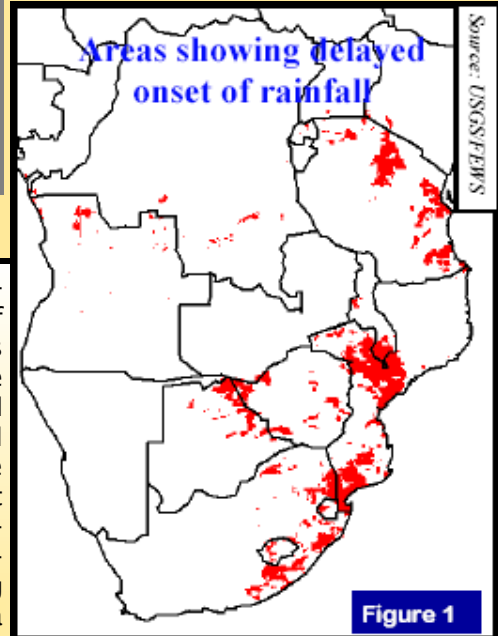 Areas showing delayed
onset of rainfall
Source: USGS/FEWS
Figure 1